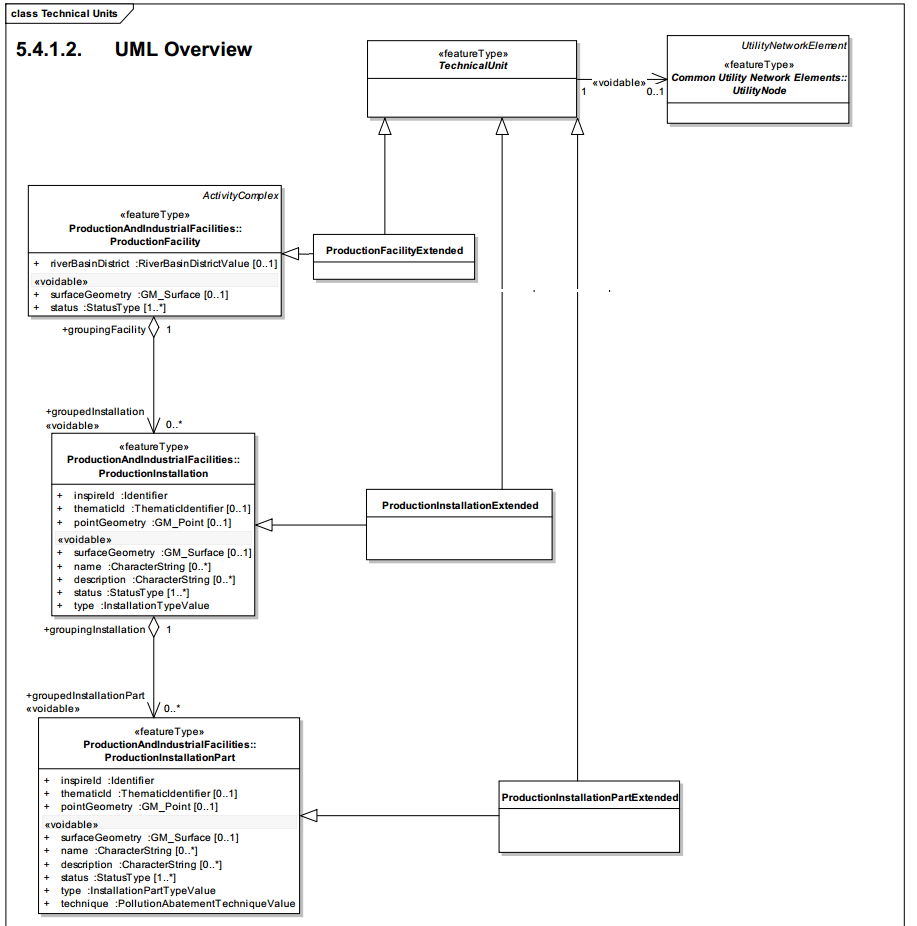 class Technical Units
5.4.1.2. UML Overview
«featureType»
TechnicalUnit
1
«voidable»
0..1
UtilityNetworkElement
«featureType»
Common Utility Network Elements::
UtilityNode
ActivityComplex
«featureType»
ProductionAndIndustrialFacilities::
ProductionFacility
+ riverBasinDistrict :RiverBasinDistrictValue [0..1]
«voidable»
+ surfaceGeometry :GM_Surface [0..1]
+ status :StatusType [1..*]
ProductionFacilityExtended
+groupingFacility 1
+groupedInstallation
«voidable» 0..*
«featureType»
ProductionAndIndustrialFacilities::
ProductionInstallation
+ inspireId :Identifier
+ thematicId :ThematicIdentifier [0..1]
+ pointGeometry :GM_Point [0..1]
«voidable»
+ surfaceGeometry :GM_Surface [0..1]
+ name :CharacterString [0..*]
+ description :CharacterString [0..*]
+ status :StatusType [1..*]
+ type :InstallationTypeValue
ProductionInstallationExtended
+groupingInstallation 1
+groupedInstallationPart
«voidable» 0..*
«featureType»
ProductionAndIndustrialFacilities::
ProductionInstallationPart
+ inspireId :Identifier
+ thematicId :ThematicIdentifier [0..1]
+ pointGeometry :GM_Point [0..1]
«voidable»
+ surfaceGeometry :GM_Surface [0..1]
+ name :CharacterString [0..*]
+ description :CharacterString [0..*]
+ status :StatusType [1..*]
+ type :InstallationPartTypeValue
+ technique :PollutionAbatementTechniqueValue
ProductionInstallationPartExtended